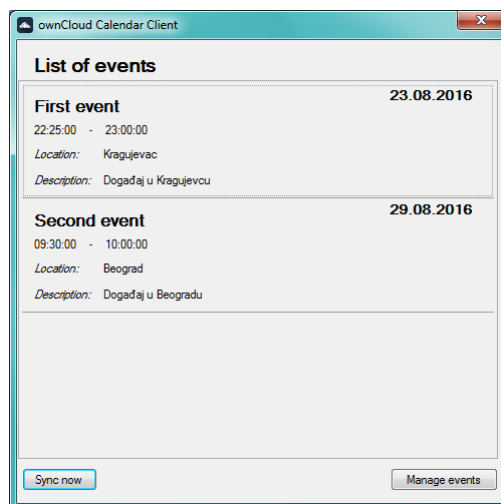 ownCloud Calendar Client
List of events
23.08.2016
First event
22:25:00 - 23:00:00
Location: Kragujevac
Description: Događaj u Kragujevcu
29.08.2016
Second event
09:30:00 - 10:00:00
Location: Beograd
Description: Događaj u Beogradu
Sync now
Manage events